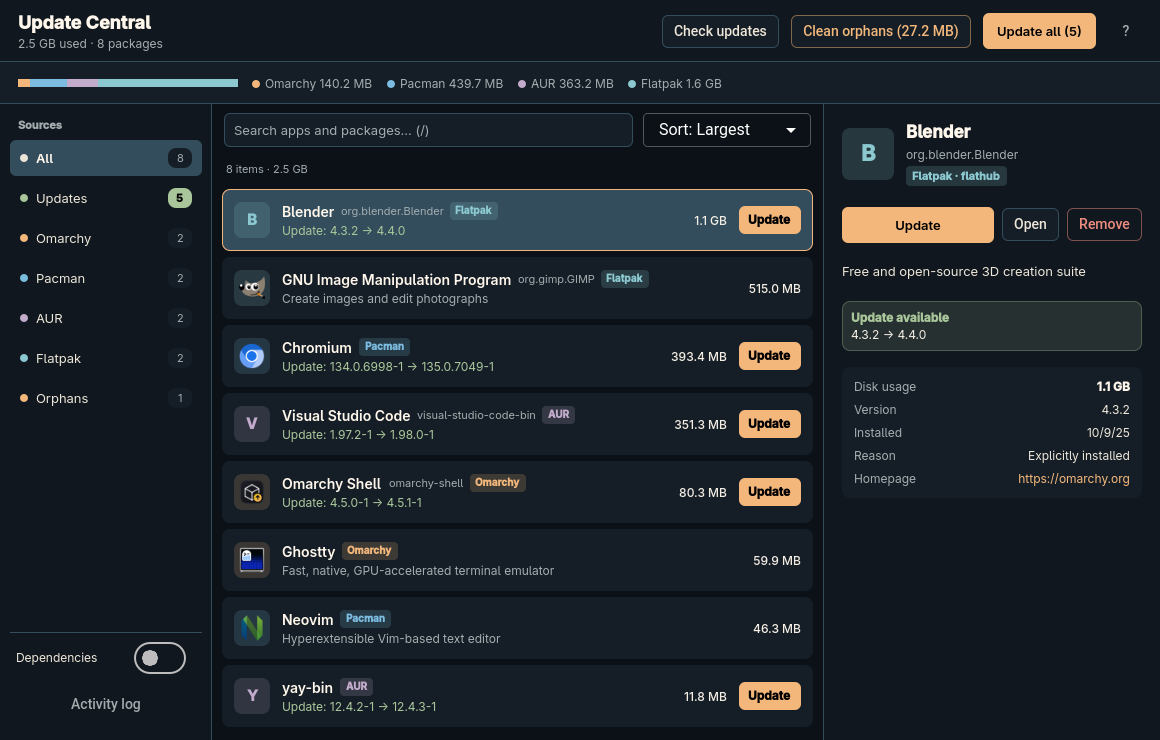 Update Central
2.5 GB used · 8 packages
Check updates
Clean orphans (27.2 MB)
Update all (5)
?
Omarchy 140.2 MB
Pacman 439.7 MB
AUR 363.2 MB
Flatpak 1.6 GB
Sources
All 8
Updates 5
Omarchy 2
Pacman 2
AUR 2
Flatpak 2
Orphans 1
Dependencies
Activity log
Search apps and packages... (/)
Sort: Largest
8 items · 2.5 GB
B
Blender org.blender.Blender Flatpak
Update: 4.3.2 → 4.4.0
1.1 GB
Update
GNU Image Manipulation Program org.gimp.GIMP Flatpak
Create images and edit photographs
515.0 MB
Chromium Pacman
Update: 134.0.6998-1 → 135.0.7049-1
393.4 MB
Update
V
Visual Studio Code visual-studio-code-bin AUR
Update: 1.97.2-1 → 1.98.0-1
351.3 MB
Update
Omarchy Shell omarchy-shell Omarchy
Update: 4.5.0-1 → 4.5.1-1
80.3 MB
Update
Ghostty Omarchy
Fast, native, GPU-accelerated terminal emulator
59.9 MB
Neovim Pacman
Hyperextensible Vim-based text editor
46.3 MB
Y
yay-bin AUR
Update: 12.4.2-1 → 12.4.3-1
11.8 MB
Update
B
Blender
org.blender.Blender
Flatpak · flathub
Update
Open
Remove
Free and open-source 3D creation suite
Update available
4.3.2 → 4.4.0
Disk usage 1.1 GB
Version 4.3.2
Installed 10/9/25
Reason Explicitly installed
Homepage https://omarchy.org